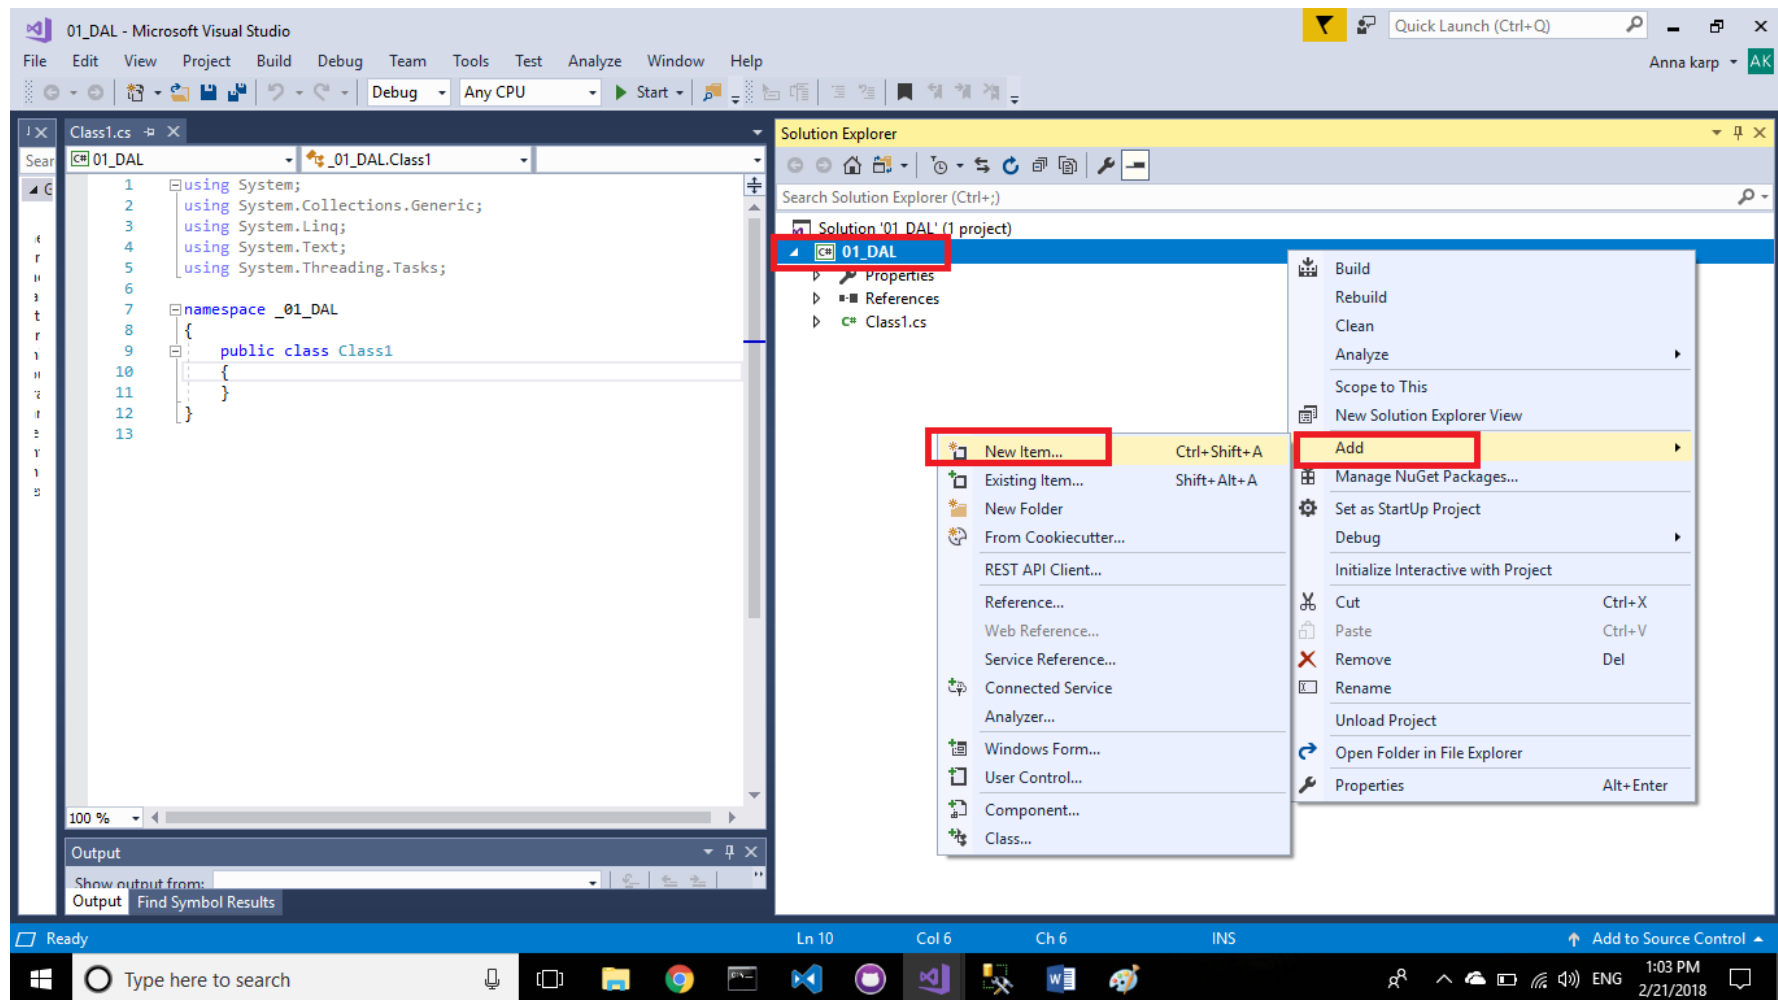 01_DAL - Microsoft Visual Studio
Quick Launch (Ctrl+Q)
File Edit View Project Build Debug Team Tools Test Analyze Window Help
Anna karp AK
Debug Any CPU Start
Class1.cs
Sear
01_DAL _01_DAL.Class1
1 using System;
2 using System.Collections.Generic;
3 using System.Linq;
4 using System.Text;
5 using System.Threading.Tasks;
6
7 namespace _01_DAL
8 {
9 public class Class1
10 {
11 }
12 }
13
100 %
Output
Show output from:
Output Find Symbol Results
Solution Explorer
Search Solution Explorer (Ctrl+;)
Solution '01_DAL' (1 project)
C# 01_DAL
Properties
References
C# Class1.cs
Build
Rebuild
Clean
Analyze
Scope to This
New Solution Explorer View
Add
Manage NuGet Packages...
Set as StartUp Project
Debug
Initialize Interactive with Project
Cut Ctrl+X
Paste Ctrl+V
Remove Del
Rename
Unload Project
Open Folder in File Explorer
Properties Alt+Enter
New Item... Ctrl+Shift+A
Existing Item... Shift+Alt+A
New Folder
From Cookiecutter...
REST API Client...
Reference...
Web Reference...
Service Reference...
Connected Service
Analyzer...
Windows Form...
User Control...
Component...
Class...
Ready Ln 10 Col 6 Ch 6 INS Add to Source Control
Type here to search
ENG 1:03 PM
2/21/2018